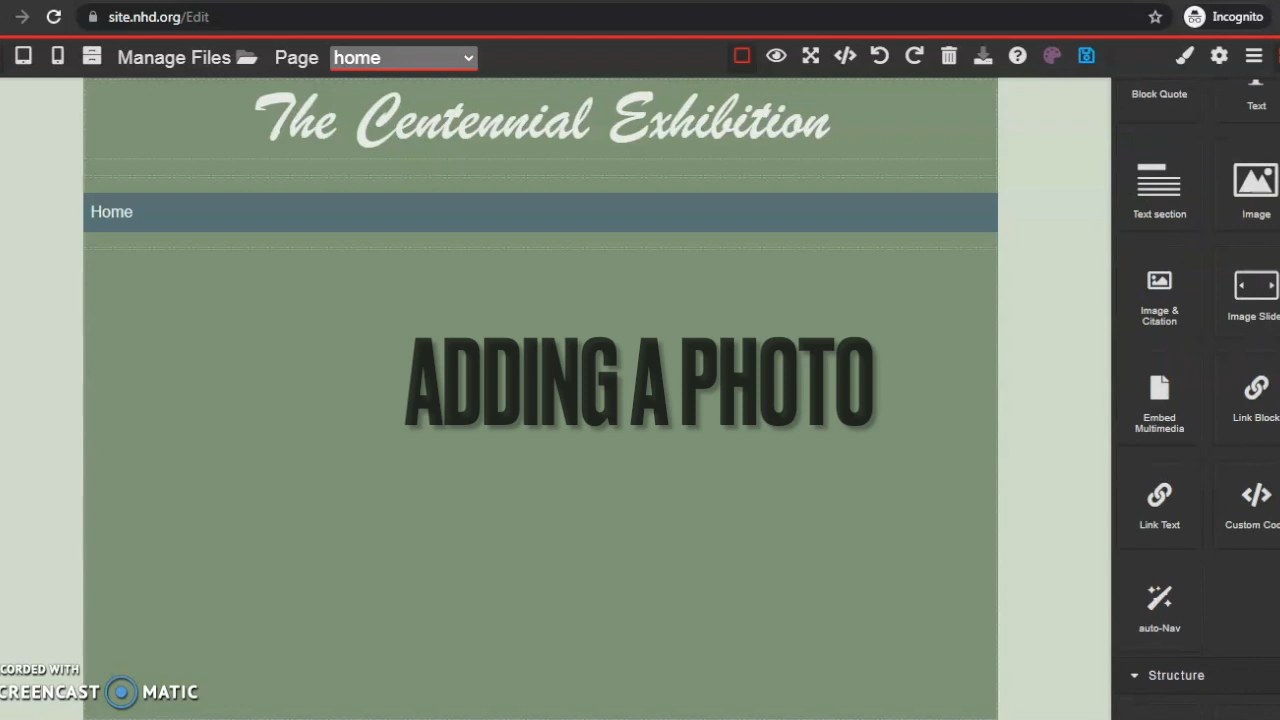 site.nhd.org/Edit
Incognito
Manage Files
Page
home
The Centennial Exhibition
Home
ADDING A PHOTO
Block Quote
Text
Text section
Image
Image & Citation
Image Slide
Embed Multimedia
Link Block
Link Text
Custom Cod
auto-Nav
Structure
CORDED WITH
CREENCAST MATIC